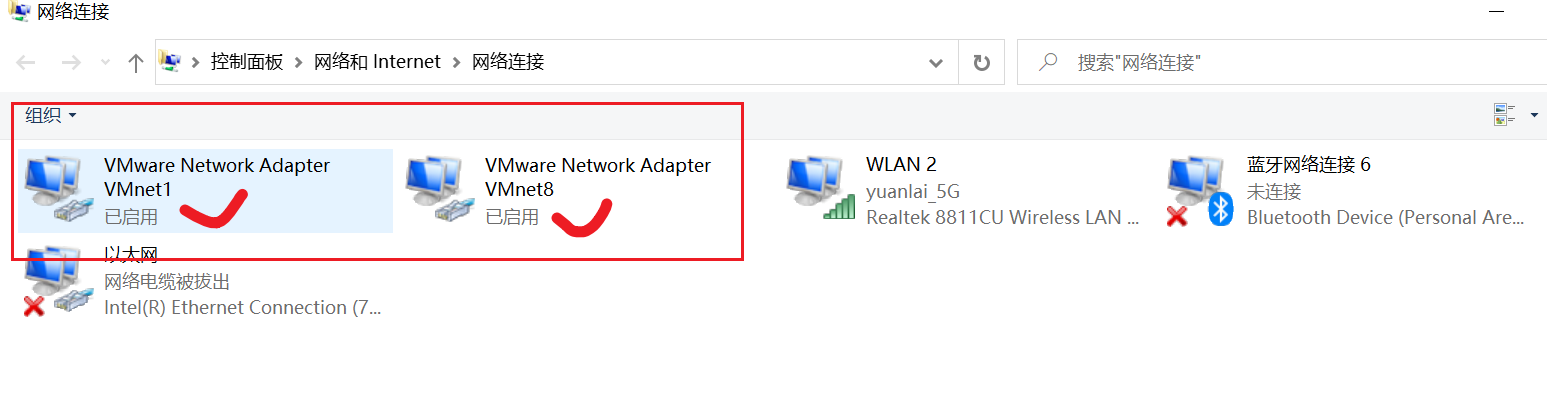 网络连接
控制面板 > 网络和 Internet > 网络连接
搜索"网络连接"
组织
VMware Network Adapter
VMnet1
已启用
VMware Network Adapter
VMnet8
已启用
WLAN 2
yuanlai_5G
Realtek 8811CU Wireless LAN ...
蓝牙网络连接 6
未连接
Bluetooth Device (Personal Are...
以太网
网络电缆被拔出
Intel(R) Ethernet Connection (7...